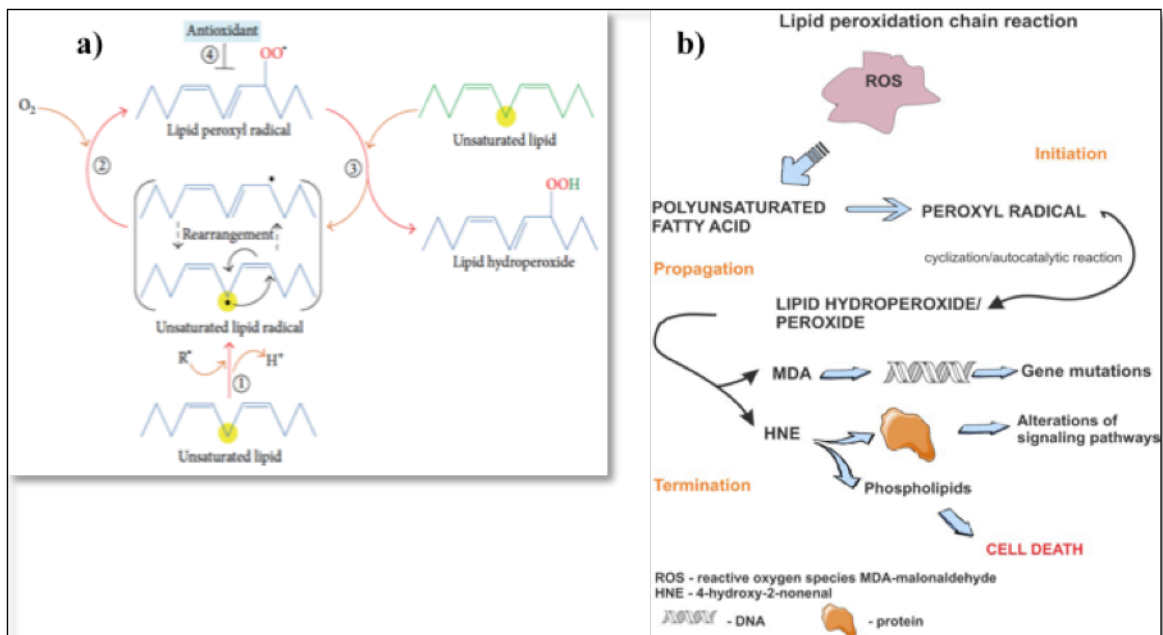 a)
Antioxidant
④
OO•
O₂
Lipid peroxyl radical
Unsaturated lipid
②
③
OOH
Rearrangement
Lipid hydroperoxide
Unsaturated lipid radical
R•
H•
①
Unsaturated lipid
b)
Lipid peroxidation chain reaction
ROS
Initiation
POLYUNSATURATED
FATTY ACID
PEROXYL RADICAL
cyclization/autocatalytic reaction
Propagation
LIPID HYDROPEROXIDE/
PEROXIDE
MDA
Gene mutations
HNE
Alterations of
signaling pathways
Termination
Phospholipids
CELL DEATH
ROS - reactive oxygen species MDA-malonaldehyde
HNE - 4-hydroxy-2-nonenal
- DNA
- protein